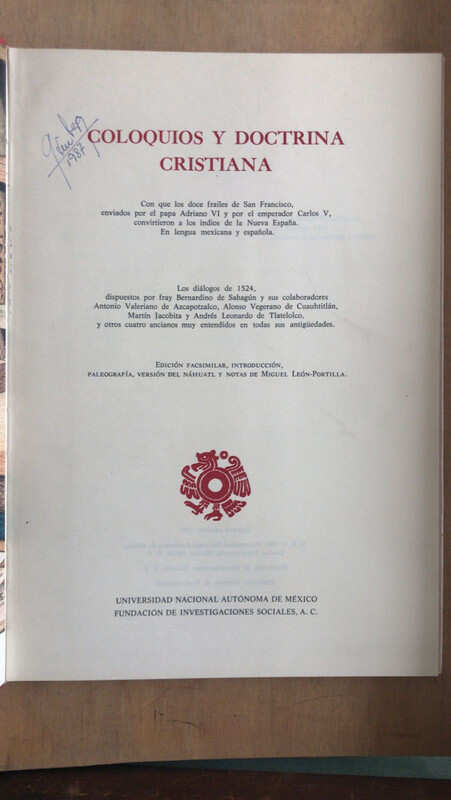 1987
COLOQUIOS Y DOCTRINA
CRISTIANA
Con que los doce frailes de San Francisco,
enviados por el papa Adriano VI y por el emperador Carlos V,
convirtieron a los indios de la Nueva España.
En lengua mexicana y española.
Los diálogos de 1524,
dispuestos por fray Bernardino de Sahagún y sus colaboradores
Antonio Valeriano de Azcapotzalco, Alonso Vegerano de Cuauhtitlán,
Martín Jacobita y Andrés Leonardo de Tlatelolco,
y otros cuatro ancianos muy entendidos en todas sus antigüedades.
EDICIÓN FACSIMILAR, INTRODUCCIÓN,
PALEOGRAFÍA, VERSIÓN DEL NÁHUATL Y NOTAS DE MIGUEL LEÓN-PORTILLA.
UNIVERSIDAD NACIONAL AUTÓNOMA DE MÉXICO
FUNDACIÓN DE INVESTIGACIONES SOCIALES, A. C.